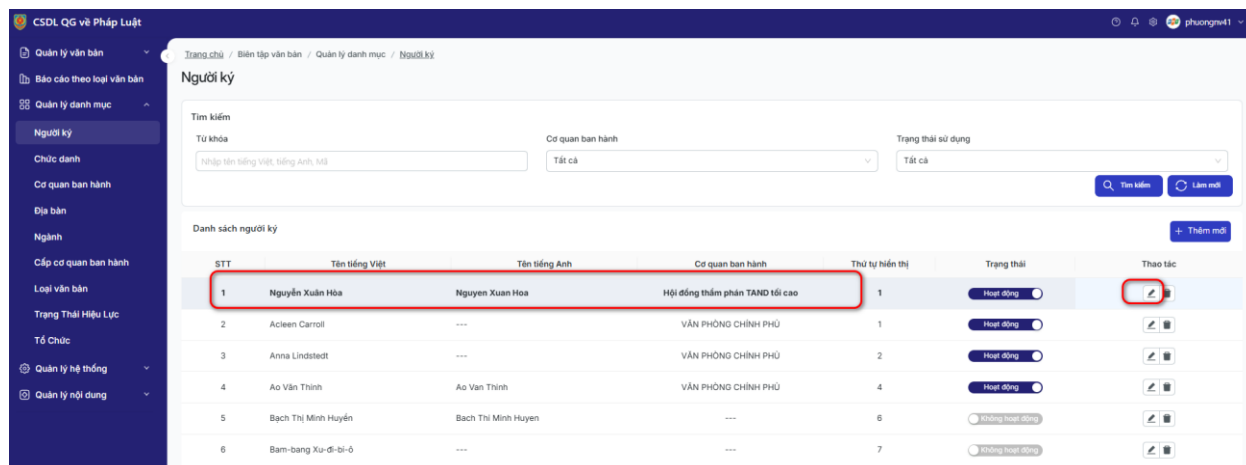 CSDL QG về Pháp Luật
phuongnv41
Quản lý văn bản
Báo cáo theo loại văn bản
Quản lý danh mục
Người ký
Chức danh
Cơ quan ban hành
Địa bàn
Ngành
Cấp cơ quan ban hành
Loại văn bản
Trạng Thái Hiệu Lực
Tổ Chức
Quản lý hệ thống
Quản lý nội dung
Trang chủ / Biên tập văn bản / Quản lý danh mục / Người ký
Người ký
Tìm kiếm
Từ khóa Cơ quan ban hành Trạng thái sử dụng
Nhập tên tiếng Việt, tiếng Anh, Mã Tất cả Tất cả
Tìm kiếm Làm mới
Danh sách người ký + Thêm mới
STT Tên tiếng Việt Tên tiếng Anh Cơ quan ban hành Thứ tự hiển thị Trạng thái Thao tác
1 Nguyễn Xuân Hòa Nguyen Xuan Hoa Hội đồng thẩm phán TAND tối cao 1 Hoạt động
2 Acleen Carroll --- VĂN PHÒNG CHÍNH PHỦ 1 Hoạt động
3 Anna Lindstedt --- VĂN PHÒNG CHÍNH PHỦ 2 Hoạt động
4 Ao Văn Thinh Ao Van Thinh VĂN PHÒNG CHÍNH PHỦ 4 Hoạt động
5 Bạch Thị Minh Huyền Bach Thi Minh Huyen --- 6 Không hoạt động
6 Bam-bang Xu-đi-bi-ô --- --- 7 Không hoạt động